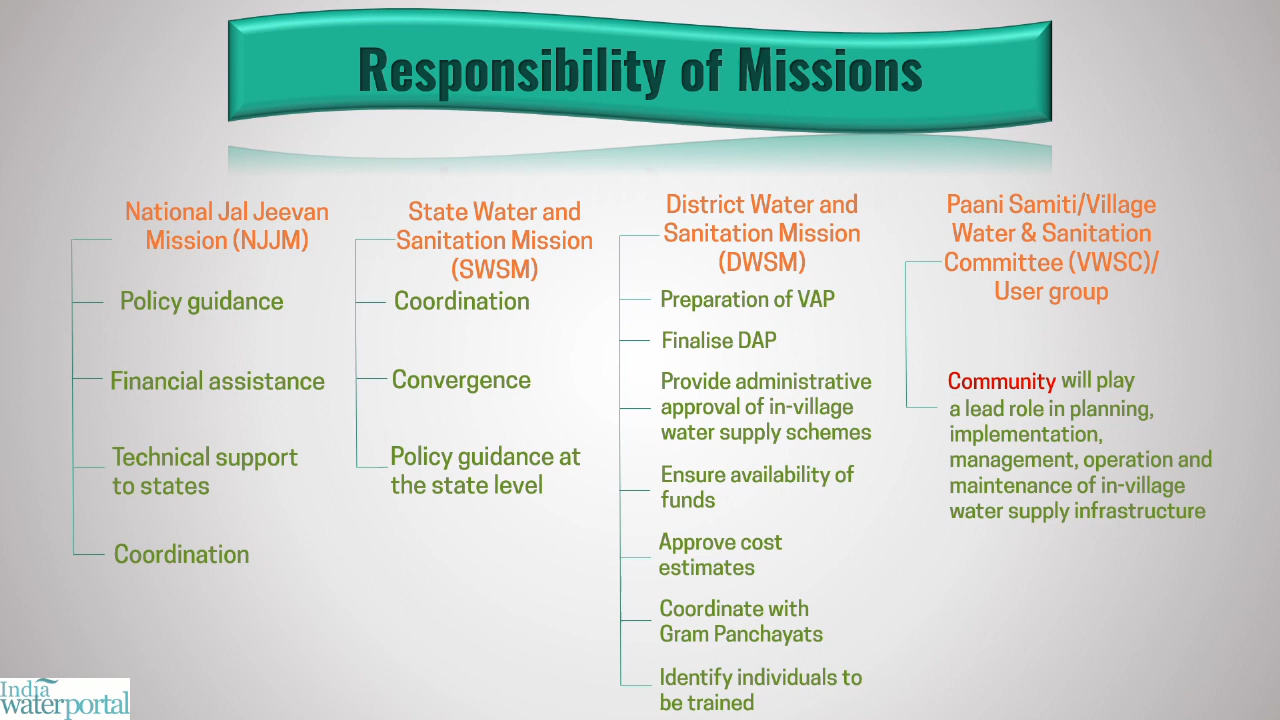 Responsibility of Missions
National Jal Jeevan
Mission (NJJM)
Policy guidance
Financial assistance
Technical support
to states
Coordination
State Water and
Sanitation Mission
(SWSM)
Coordination
Convergence
Policy guidance at
the state level
District Water and
Sanitation Mission
(DWSM)
Preparation of VAP
Finalise DAP
Provide administrative
approval of in-village
water supply schemes
Ensure availability of
funds
Approve cost
estimates
Coordinate with
Gram Panchayats
Identify individuals to
be trained
Paani Samiti/Village
Water & Sanitation
Committee (VWSC)/
User group
Community will play
a lead role in planning,
implementation,
management, operation and
maintenance of in-village
water supply infrastructure
India
waterportal